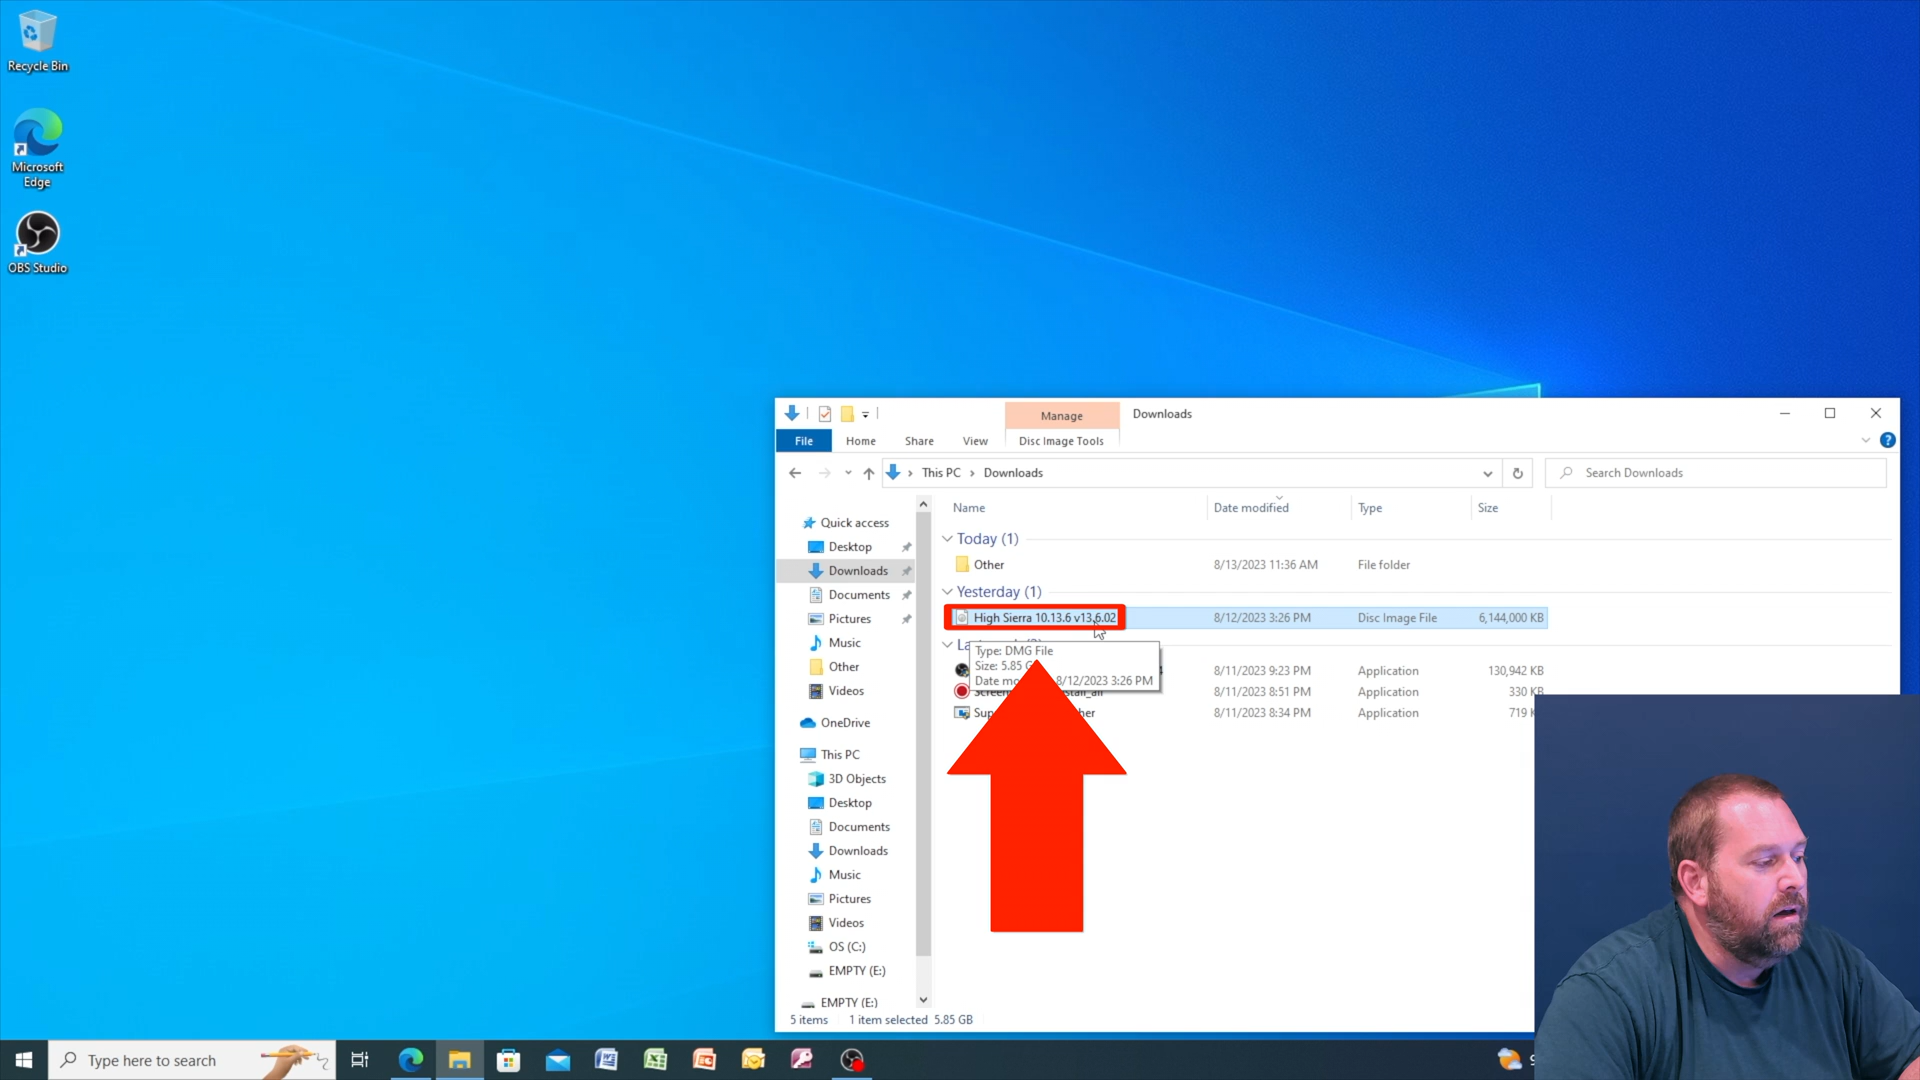 Recycle Bin
Microsoft
Edge
OBS Studio
Manage
Downloads
File
Home
Share
View
Disc Image Tools
This PC
Downloads
Search Downloads
Name
Date modified
Type
Size
Quick access
Desktop
Downloads
Documents
Pictures
Music
Other
Videos
OneDrive
This PC
3D Objects
Desktop
Documents
Downloads
Music
Pictures
Videos
OS (C:)
EMPTY (E:)
EMPTY (E:)
Today (1)
Other 8/13/2023 11:36 AM File folder
Yesterday (1)
High Sierra 10.13.6 v13.6.02 8/12/2023 3:26 PM Disc Image File 6,144,000 KB
Type: DMG File
Size: 5.85
8/12/2023 3:26 PM
8/11/2023 9:23 PM Application 130,942 KB
8/11/2023 8:51 PM Application 330 KB
8/11/2023 8:34 PM Application 719
5 items 1 item selected 5.85 GB
Type here to search